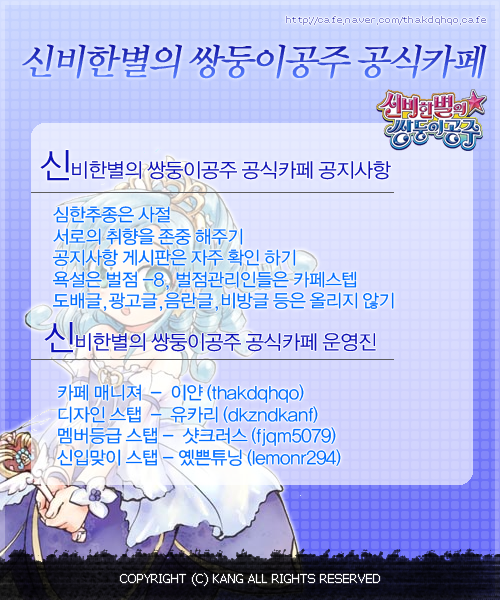 http://cafe.naver.com/thakdqhqo.cafe
신비한별의 쌍둥이공주 공식카페
신비한별의
쌍둥이공주
신비한별의 쌍둥이공주 공식카페 공지사항
심한추종은 사절
서로의 취향을 존중 해주기
공지사항 게시판은 자주 확인 하기
욕설은 벌점 -8, 벌점관리인들은 카페스텝
도배글,광고글,음란글,비방글 등은 올리지 않기
신비한별의 쌍둥이공주 공식카페 운영진
카페 매니져 - 이얀 (thakdqhqo)
디자인 스탭 - 유카리 (dkzndkanf)
멤버등급 스탭 - 샷크러스 (fjqm5079)
신입맞이 스탭 - 옜쁜튜닝 (lemonr294)
COPYRIGHT (C) KANG ALL RIGHTS RESERVED